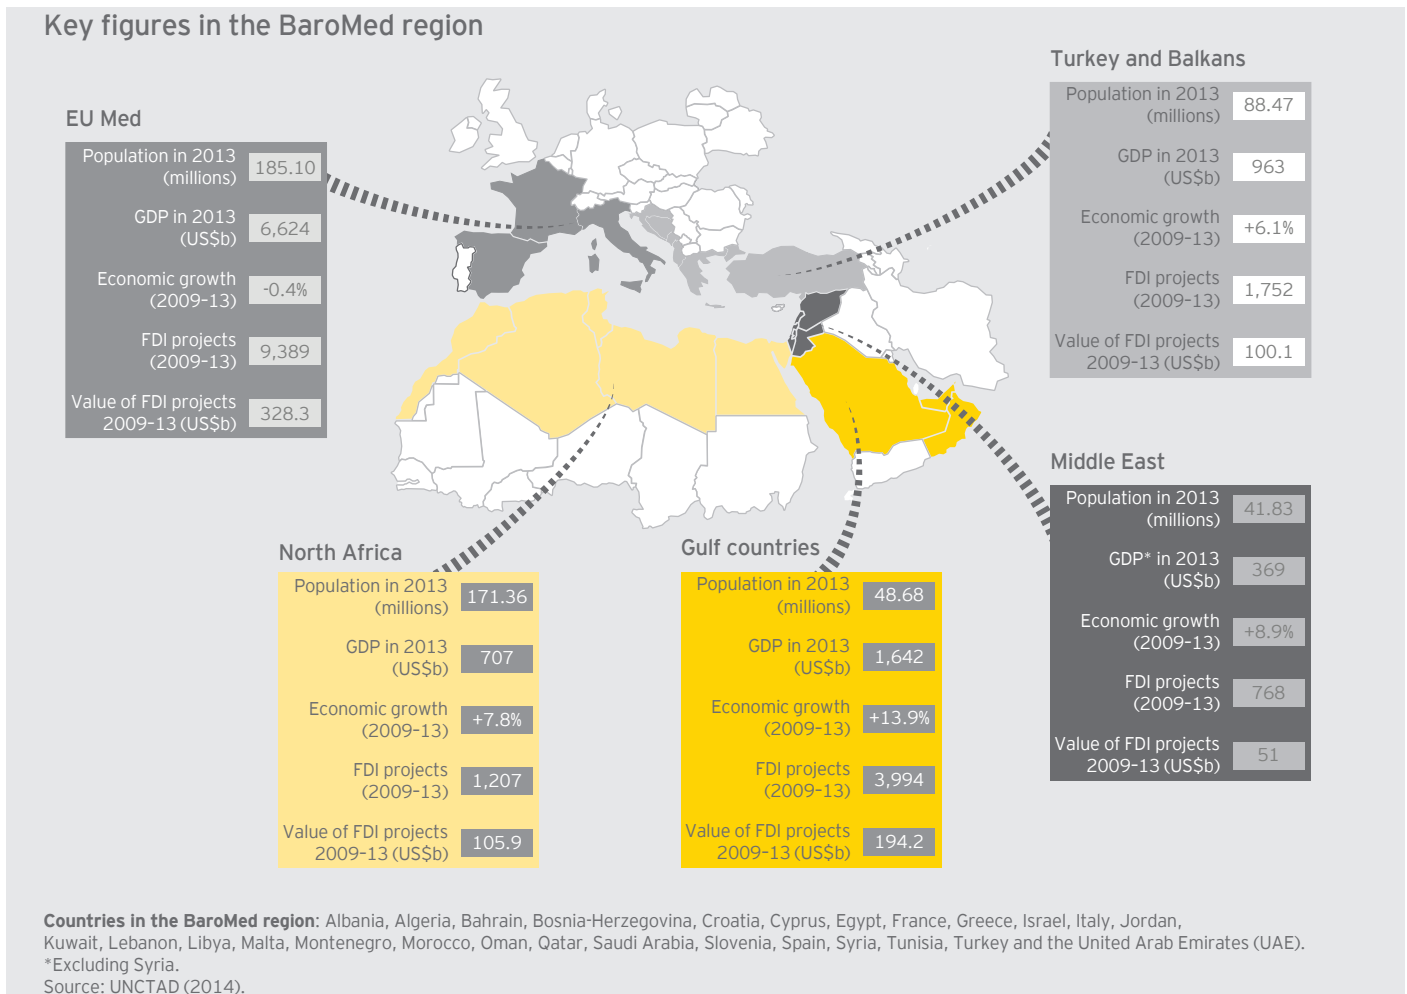 Key figures in the BaroMed region
EU Med
Population in 2013
(millions)
185.10
GDP in 2013
(US$b)
6,624
Economic growth
(2009–13)
-0.4%
FDI projects
(2009–13)
9,389
Value of FDI projects
2009–13 (US$b)
328.3
Turkey and Balkans
Population in 2013
(millions)
88.47
GDP in 2013
(US$b)
963
Economic growth
(2009–13)
+6.1%
FDI projects
(2009–13)
1,752
Value of FDI projects
2009–13 (US$b)
100.1
North Africa
Population in 2013
(millions)
171.36
GDP in 2013
(US$b)
707
Economic growth
(2009–13)
+7.8%
FDI projects
(2009–13)
1,207
Value of FDI projects
2009–13 (US$b)
105.9
Gulf countries
Population in 2013
(millions)
48.68
GDP in 2013
(US$b)
1,642
Economic growth
(2009–13)
+13.9%
FDI projects
(2009–13)
3,994
Value of FDI projects
2009–13 (US$b)
194.2
Middle East
Population in 2013
(millions)
41.83
GDP* in 2013
(US$b)
369
Economic growth
(2009–13)
+8.9%
FDI projects
(2009–13)
768
Value of FDI projects
2009–13 (US$b)
51
Countries in the BaroMed region: Albania, Algeria, Bahrain, Bosnia-Herzegovina, Croatia, Cyprus, Egypt, France, Greece, Israel, Italy, Jordan,
Kuwait, Lebanon, Libya, Malta, Montenegro, Morocco, Oman, Qatar, Saudi Arabia, Slovenia, Spain, Syria, Tunisia, Turkey and the United Arab Emirates (UAE).
*Excluding Syria.
Source: UNCTAD (2014).